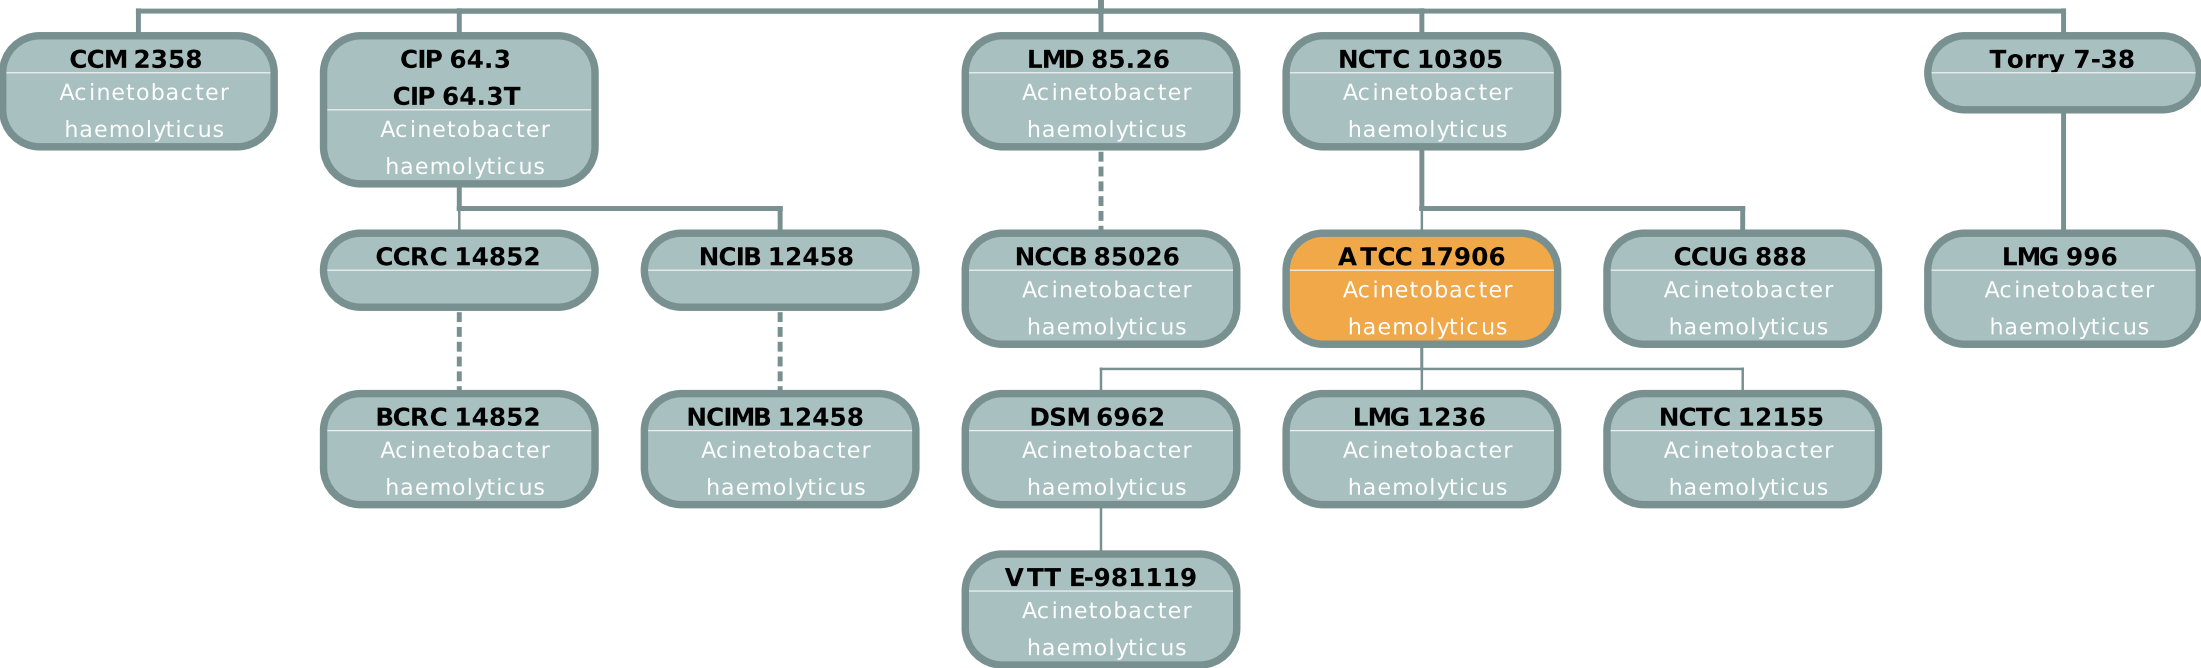 CCM 2358
Acinetobacter
haemolyticus
CIP 64.3
CIP 64.3T
Acinetobacter
haemolyticus
LMD 85.26
Acinetobacter
haemolyticus
NCTC 10305
Acinetobacter
haemolyticus
Torry 7-38
CCRC 14852
NCIB 12458
NCCB 85026
Acinetobacter
haemolyticus
ATCC 17906
Acinetobacter
haemolyticus
CCUG 888
Acinetobacter
haemolyticus
LMG 996
Acinetobacter
haemolyticus
BCRC 14852
Acinetobacter
haemolyticus
NCIMB 12458
Acinetobacter
haemolyticus
DSM 6962
Acinetobacter
haemolyticus
LMG 1236
Acinetobacter
haemolyticus
NCTC 12155
Acinetobacter
haemolyticus
VTT E-981119
Acinetobacter
haemolyticus